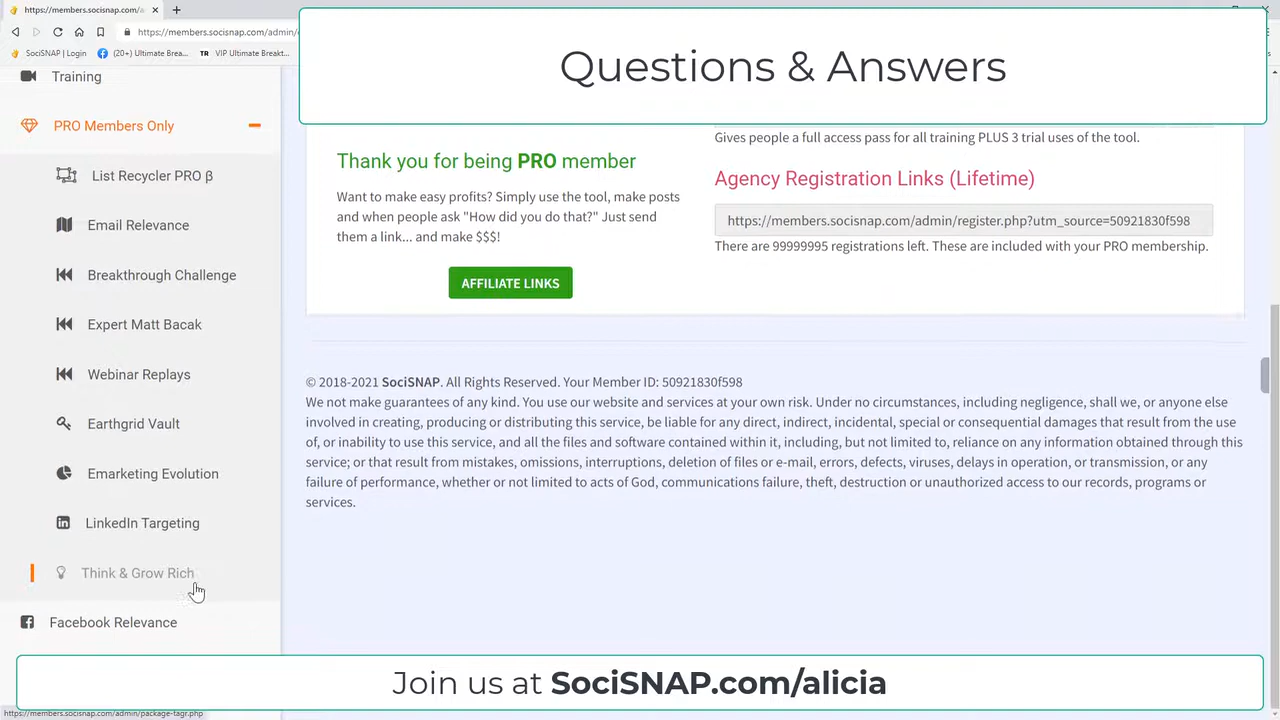 https://members.socisnap.com/ab
https://members.socisnap.com/admin/
SociSNAP | Login
(20+) Ultimate Brea...
TR VIP Ultimate Breakt...
Questions & Answers
Training
PRO Members Only
List Recycler PRO β
Email Relevance
Breakthrough Challenge
Expert Matt Bacak
Webinar Replays
Earthgrid Vault
Emarketing Evolution
LinkedIn Targeting
Think & Grow Rich
Facebook Relevance
Thank you for being PRO member
Want to make easy profits? Simply use the tool, make posts
and when people ask "How did you do that?" Just send
them a link... and make $$$!
AFFILIATE LINKS
Gives people a full access pass for all training PLUS 3 trial uses of the tool.
Agency Registration Links (Lifetime)
https://members.socisnap.com/admin/register.php?utm_source=50921830f598
There are 99999995 registrations left. These are included with your PRO membership.
© 2018-2021 SociSNAP. All Rights Reserved. Your Member ID: 50921830f598
We not make guarantees of any kind. You use our website and services at your own risk. Under no circumstances, including negligence, shall we, or anyone else
involved in creating, producing or distributing this service, be liable for any direct, indirect, incidental, special or consequential damages that result from the use
of, or inability to use this service, and all the files and software contained within it, including, but not limited to, reliance on any information obtained through this
service; or that result from mistakes, omissions, interruptions, deletion of files or e-mail, errors, defects, viruses, delays in operation, or transmission, or any
failure of performance, whether or not limited to acts of God, communications failure, theft, destruction or unauthorized access to our records, programs or
services.
Join us at SociSNAP.com/alicia
https://members.socisnap.com/admin/package-tagr.php